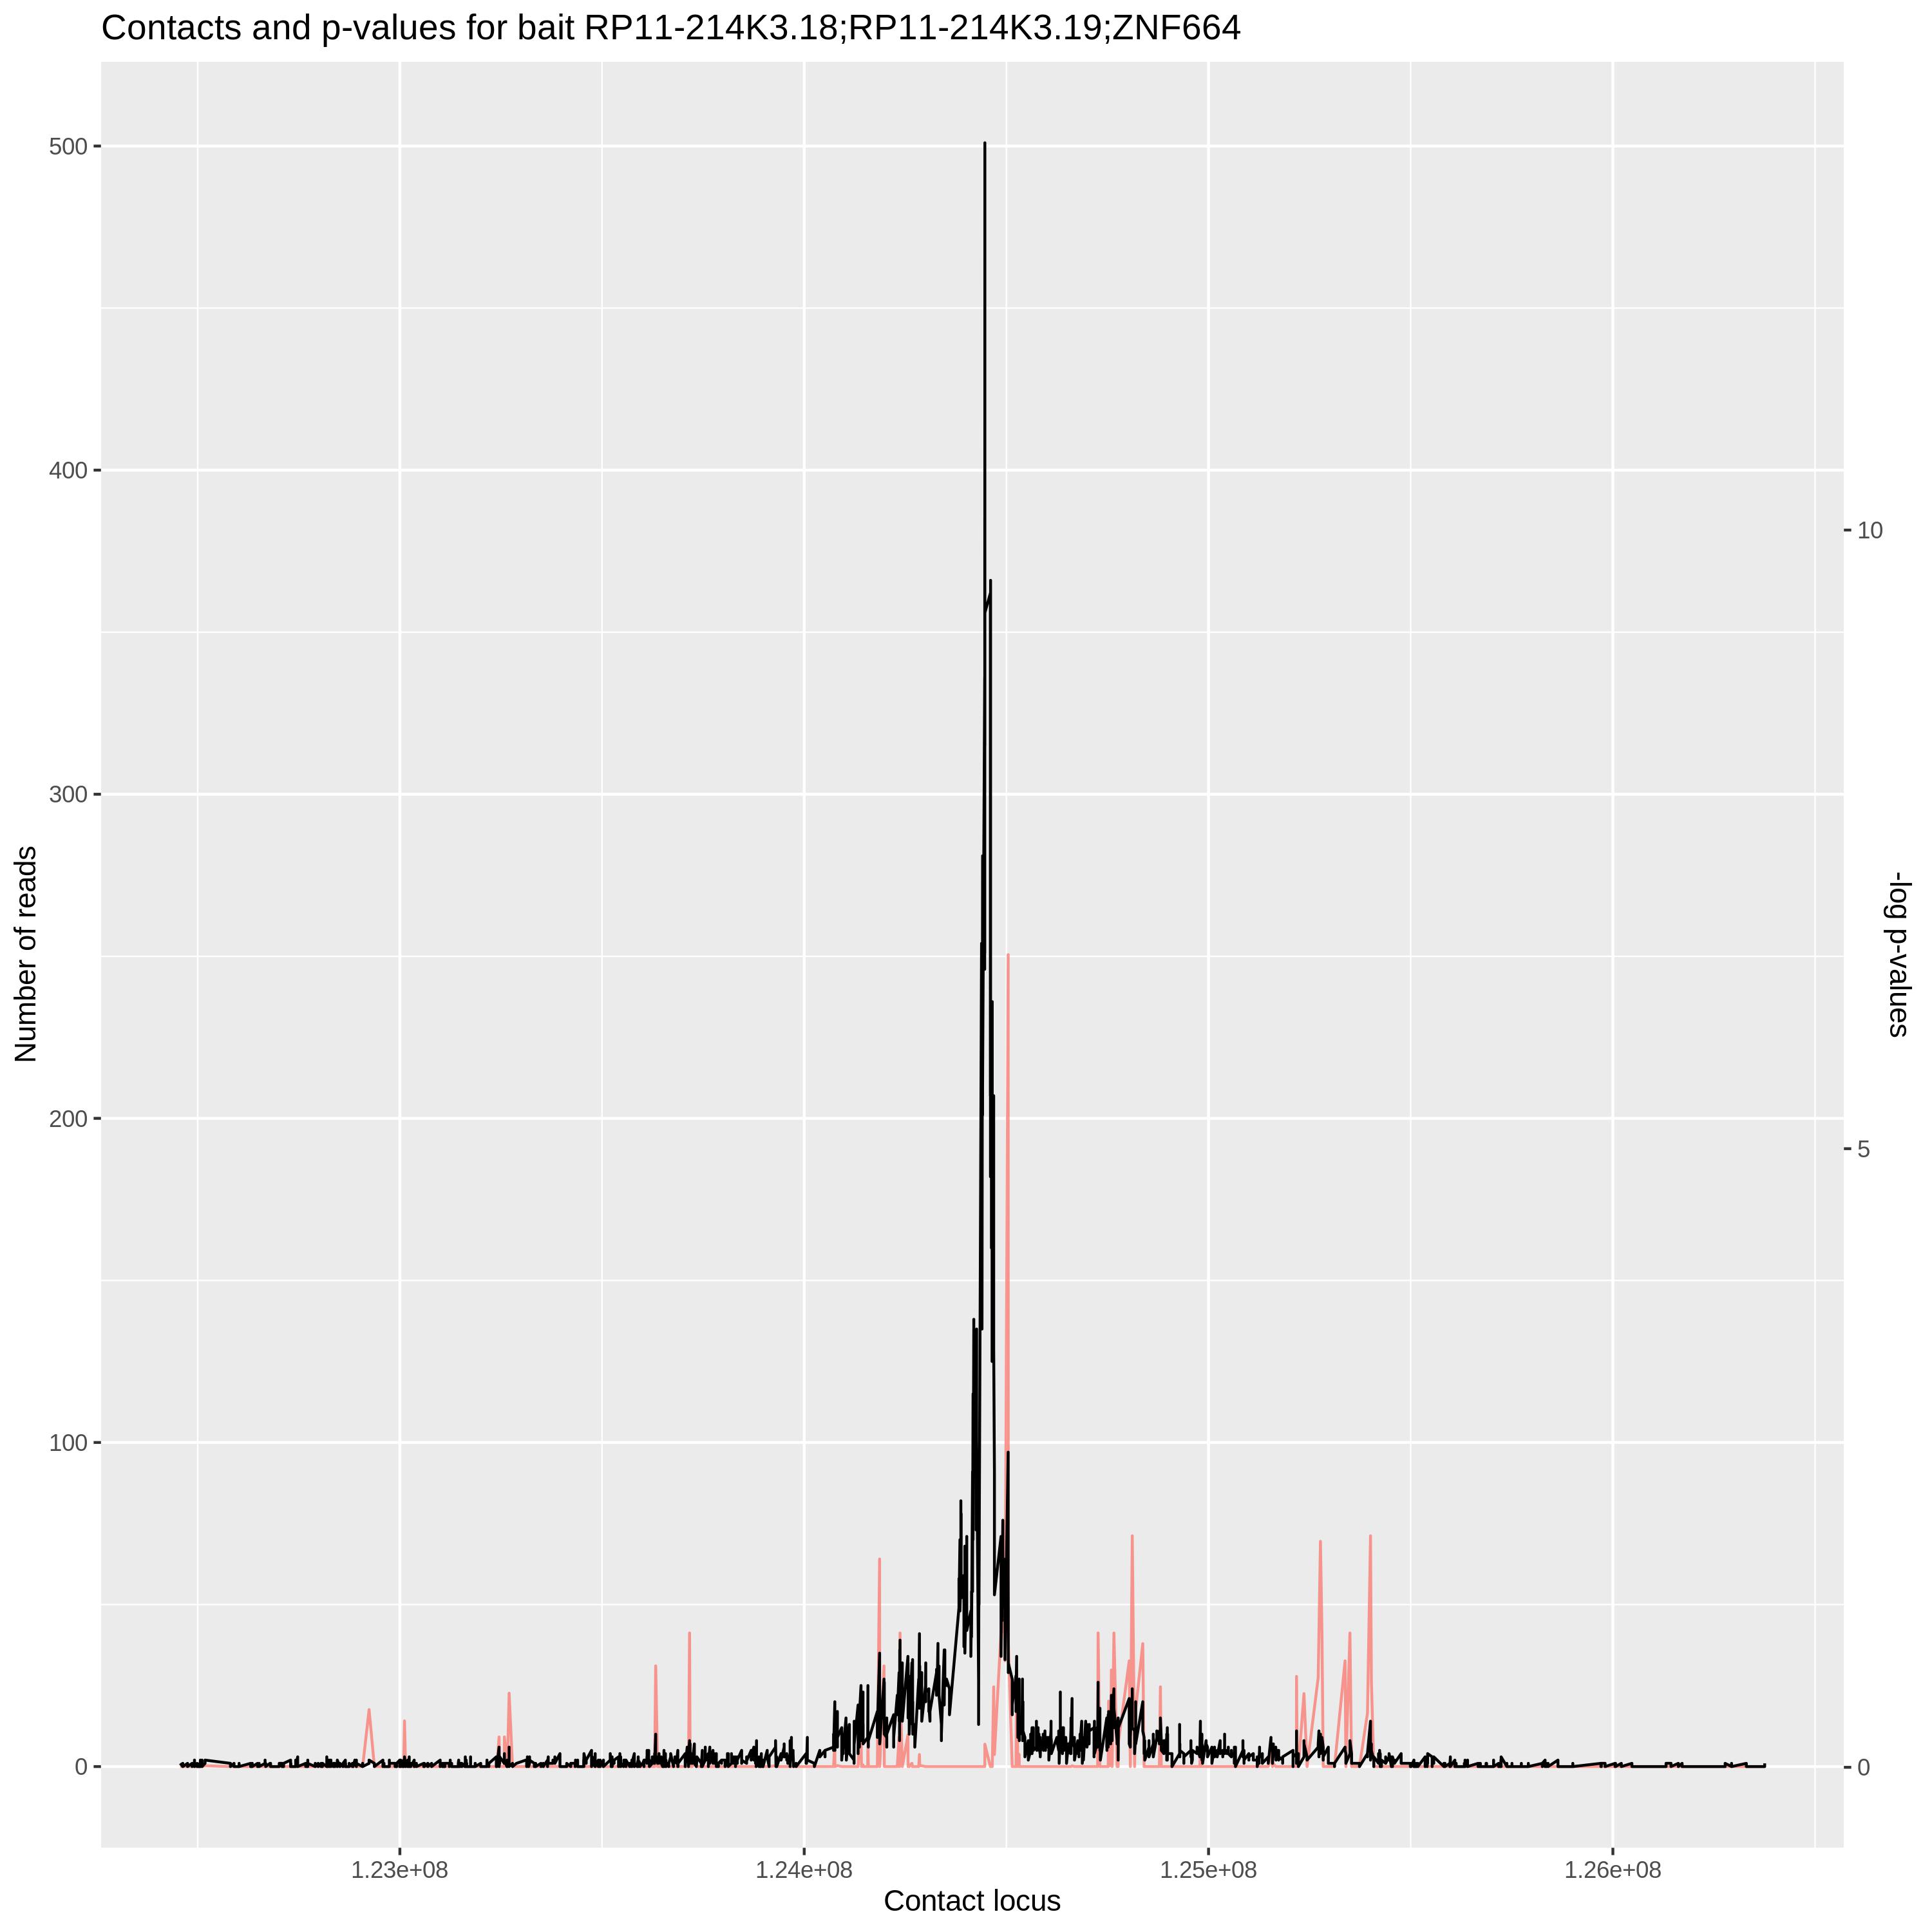 Contacts and p-values for bait RP11-214K3.18;RP11-214K3.19;ZNF664
500
400
300
200
100
0
Number of reads
10
5
0
-log p-values
1.23e+08
1.24e+08
1.25e+08
1.26e+08
Contact locus